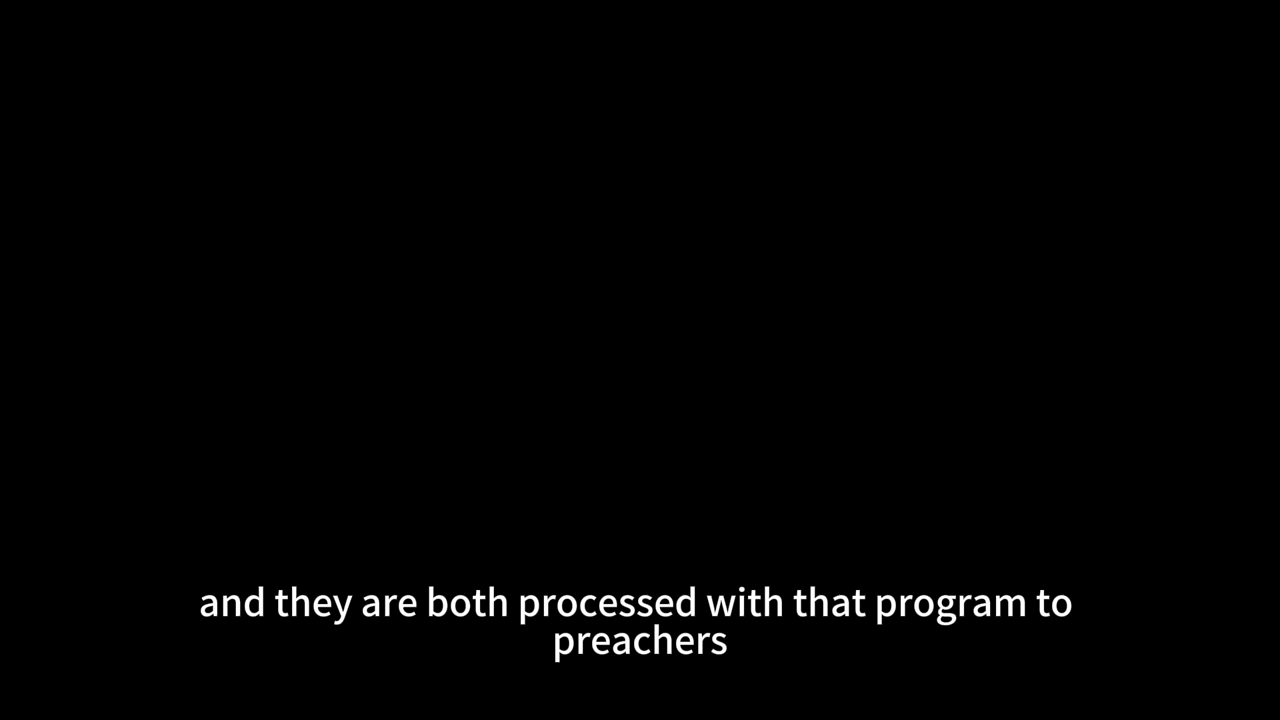 and they are both processed with that program to
preachers